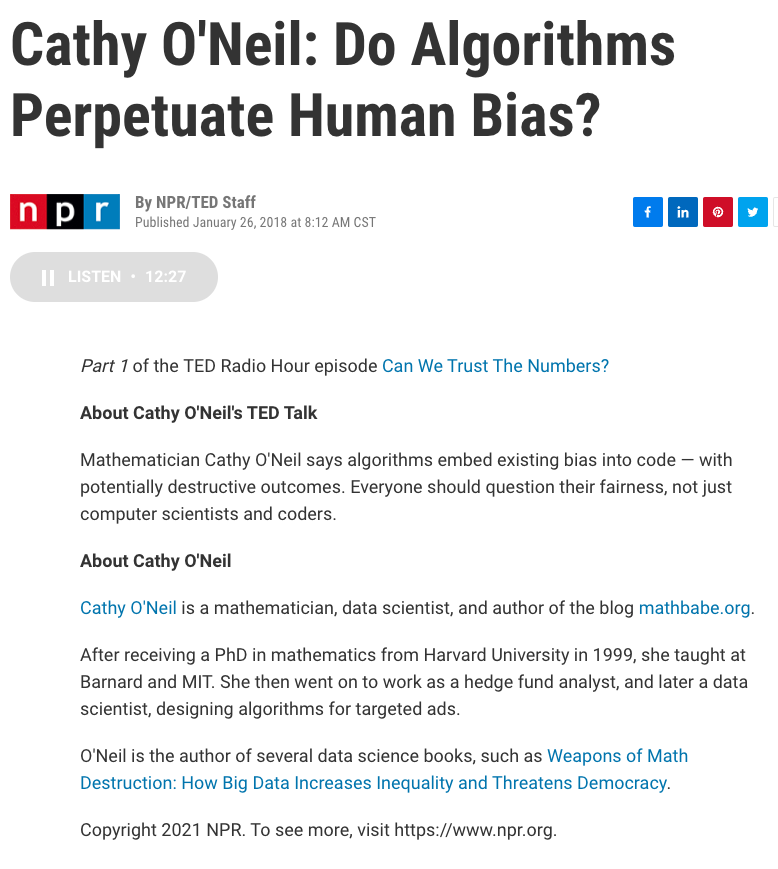 Cathy O'Neil: Do Algorithms
Perpetuate Human Bias?
npr
By NPR/TED Staff
Published January 26, 2018 at 8:12 AM CST
f
in
LISTEN • 12:27
Part 1 of the TED Radio Hour episode Can We Trust The Numbers?
About Cathy O'Neil's TED Talk
Mathematician Cathy O'Neil says algorithms embed existing bias into code — with
potentially destructive outcomes. Everyone should question their fairness, not just
computer scientists and coders.
About Cathy O'Neil
Cathy O'Neil is a mathematician, data scientist, and author of the blog mathbabe.org.
After receiving a PhD in mathematics from Harvard University in 1999, she taught at
Barnard and MIT. She then went on to work as a hedge fund analyst, and later a data
scientist, designing algorithms for targeted ads.
O'Neil is the author of several data science books, such as Weapons of Math
Destruction: How Big Data Increases Inequality and Threatens Democracy.
Copyright 2021 NPR. To see more, visit https://www.npr.org.